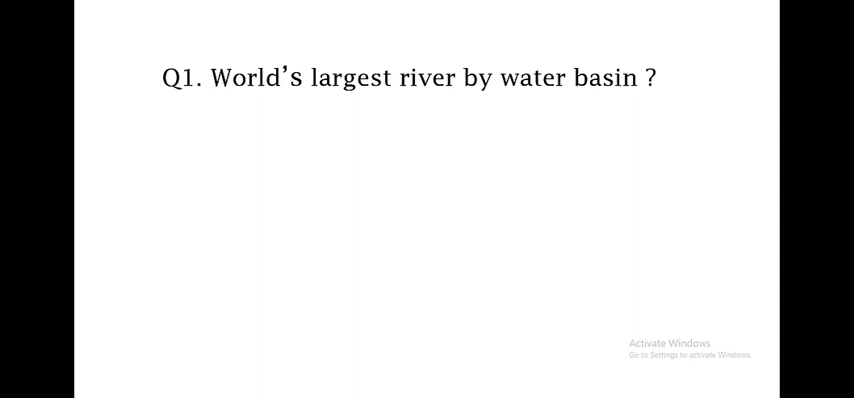 Q1. World’s largest river by water basin ?
Activate Windows
Go to Settings to activate Windows.